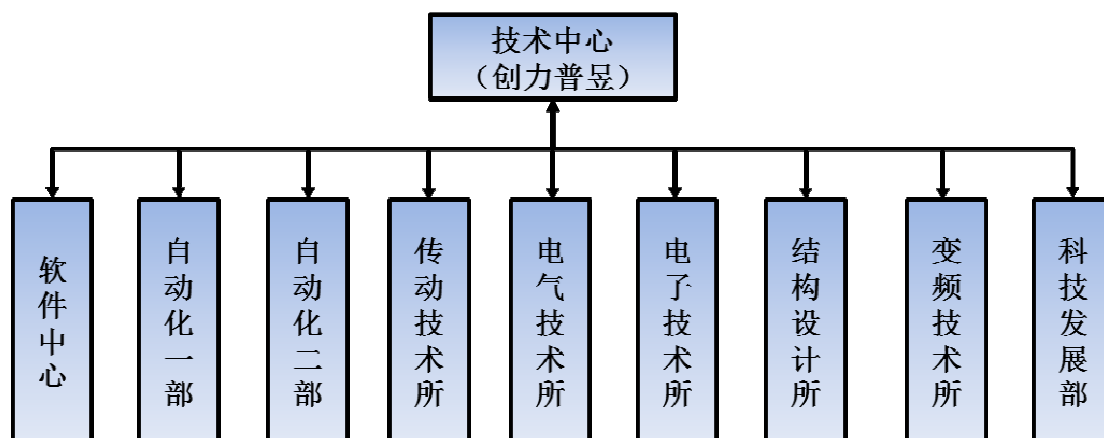 技术中心
（创力普昱）
软件中心
自动化一部
自动化二部
传动技术所
电气技术所
电子技术所
结构设计所
变频技术所
科技发展部